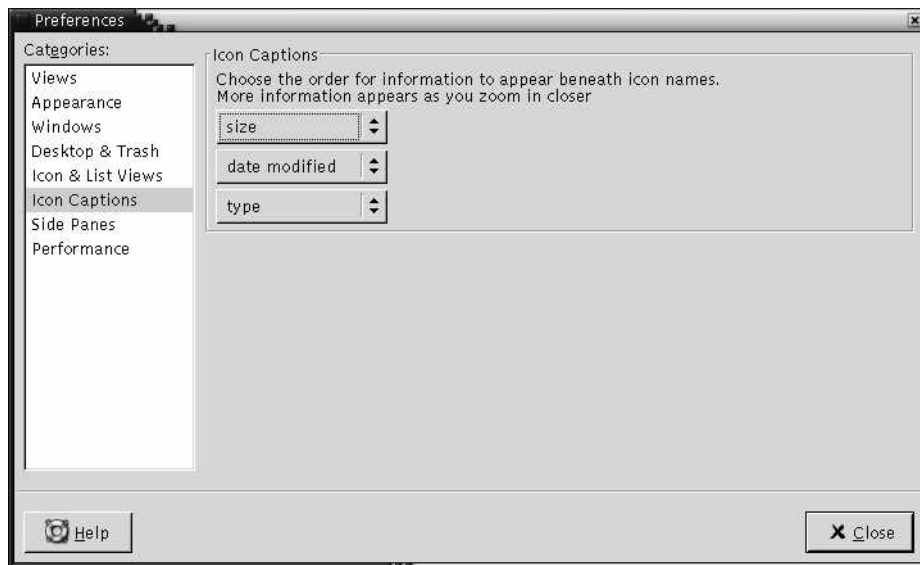 Preferences
Categories:
Views
Appearance
Windows
Desktop & Trash
Icon & List Views
Icon Captions
Side Panes
Performance
Icon Captions
Choose the order for information to appear beneath icon names.
More information appears as you zoom in closer
size
date modified
type
Help
Close